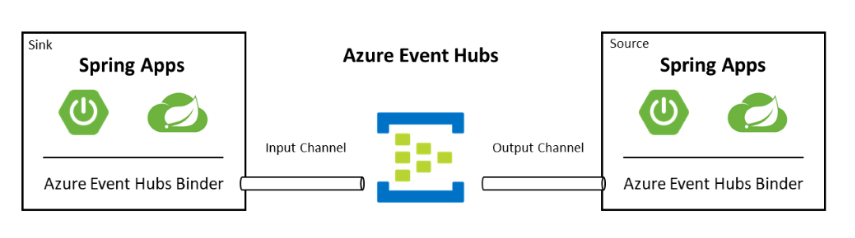 Sink
Spring Apps
Azure Event Hubs Binder
Azure Event Hubs
Input Channel
Output Channel
Source
Spring Apps
Azure Event Hubs Binder